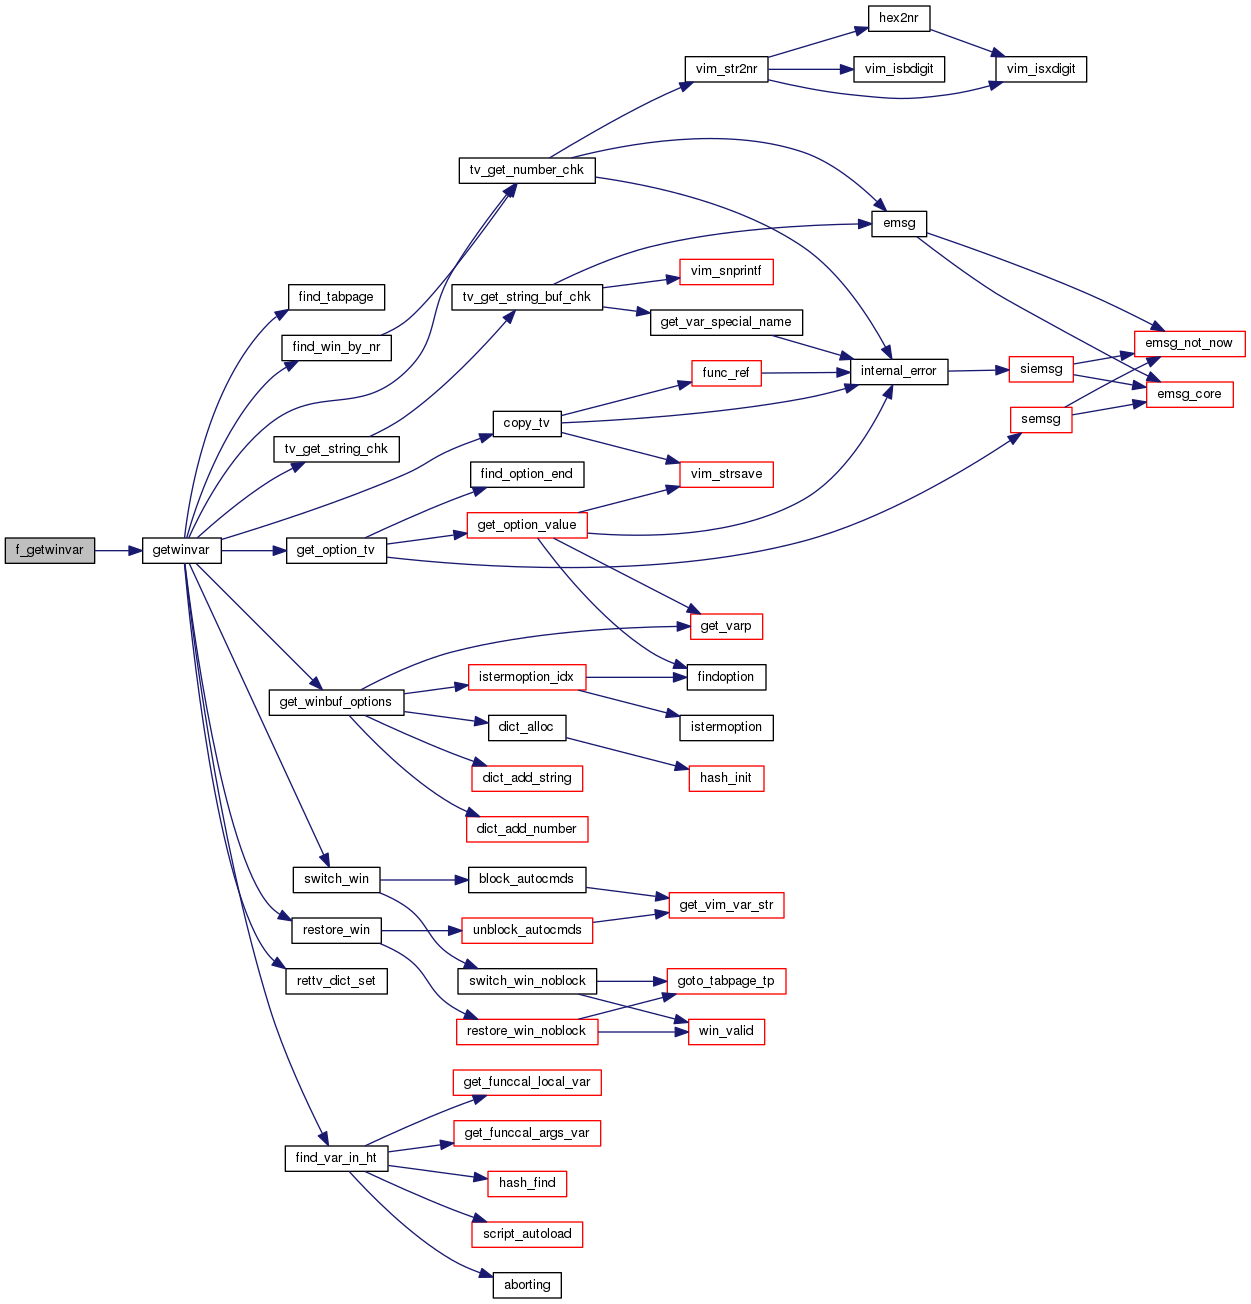 hex2nr
vim_str2nr
vim_isbdigit
vim_isxdigit
tv_get_number_chk
emsg
vim_snprintf
find_tabpage
tv_get_string_buf_chk
get_var_special_name
find_win_by_nr
emsg_not_now
func_ref
internal_error
siemsg
emsg_core
copy_tv
semsg
tv_get_string_chk
find_option_end
vim_strsave
get_option_value
f_getwinvar
getwinvar
get_option_tv
get_varp
istermoption_idx
findoption
get_winbuf_options
dict_alloc
istermoption
dict_add_string
hash_init
dict_add_number
switch_win
block_autocmds
get_vim_var_str
restore_win
unblock_autocmds
rettv_dict_set
switch_win_noblock
goto_tabpage_tp
restore_win_noblock
win_valid
get_funccal_local_var
get_funccal_args_var
find_var_in_ht
hash_find
script_autoload
aborting